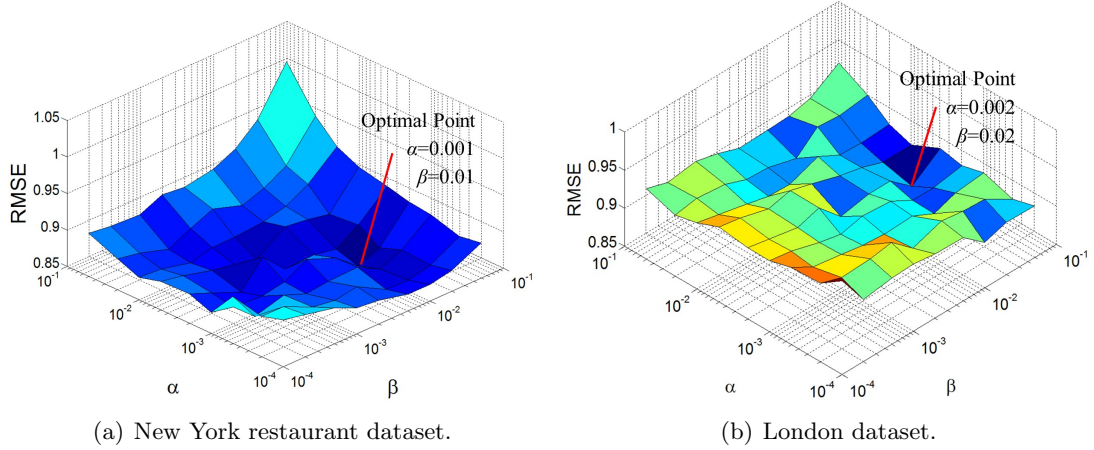 1.05
1
0.95
0.9
0.85
RMSE
10⁻¹
10⁻²
10⁻³
10⁻⁴
α
10⁻⁴
10⁻³
10⁻²
10⁻¹
β
Optimal Point
α=0.001
β=0.01
(a) New York restaurant dataset.
1
0.95
0.9
0.85
RMSE
10⁻¹
10⁻²
10⁻³
10⁻⁴
α
10⁻⁴
10⁻³
10⁻²
10⁻¹
β
Optimal Point
α=0.002
β=0.02
(b) London dataset.